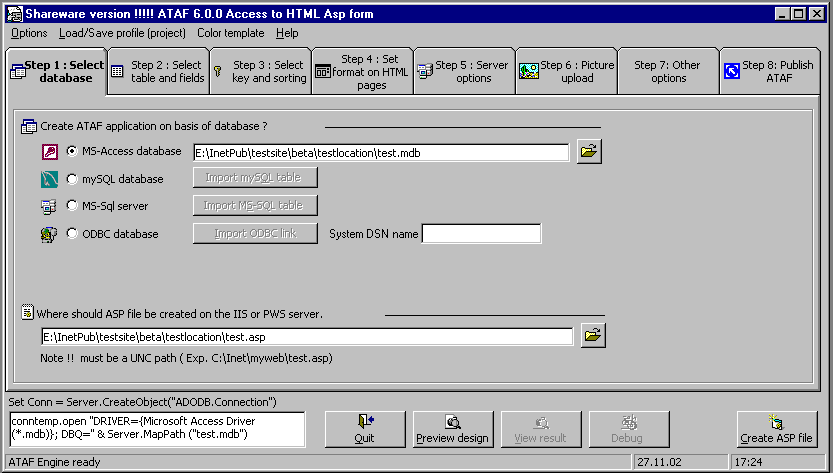 Shareware version !!!!! ATAF 6.0.0 Access to HTML Asp form
Options Load/Save profile (project) Color template Help
Step 1 : Select database
Step 2 : Select table and fields
Step 3 : Select key and sorting
Step 4 : Set format on HTML pages
Step 5 : Server options
Step 6 : Picture upload
Step 7: Other options
Step 8: Publish ATAF
Create ATAF application on basis of database ?
MS-Access database E:\InetPub\testsite\beta\testlocation\test.mdb
mySQL database Import mySQL table
MS-Sql server Import MS-SQL table
ODBC database Import ODBC link System DSN name
Where should ASP file be created on the IIS or PWS server.
E:\InetPub\testsite\beta\testlocation\test.asp
Note !! must be a UNC path ( Exp. C:\Inet\myweb\test.asp)
Set Conn = Server.CreateObject("ADODB.Connection")
conntemp.open "DRIVER={Microsoft Access Driver
(*.mdb)}; DBQ=" & Server.MapPath ("test.mdb")
Quit Preview design View result Debug Create ASP file
ATAF Engine ready 27.11.02 17:24